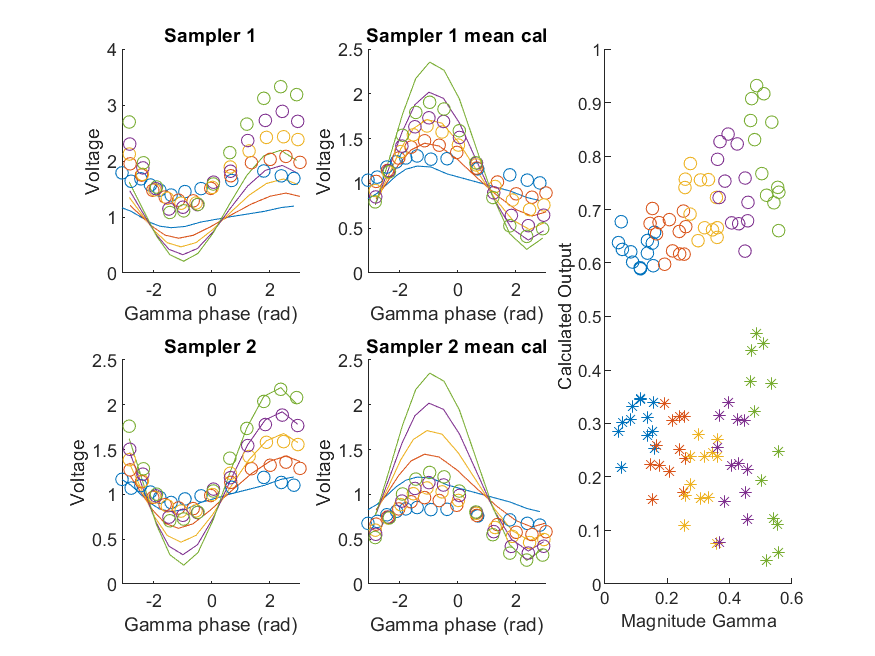 Sampler 1
4
3
2
1
0
Voltage
-2 0 2
Gamma phase (rad)
Sampler 1 mean cal
2.5
2
1.5
1
0.5
0
Voltage
-2 0 2
Gamma phase (rad)
Sampler 2
2.5
2
1.5
1
0.5
0
Voltage
-2 0 2
Gamma phase (rad)
Sampler 2 mean cal
2.5
2
1.5
1
0.5
0
Voltage
-2 0 2
Gamma phase (rad)
1
0.9
0.8
0.7
0.6
0.5
0.4
0.3
0.2
0.1
0
Calculated Output
0 0.2 0.4 0.6
Magnitude Gamma